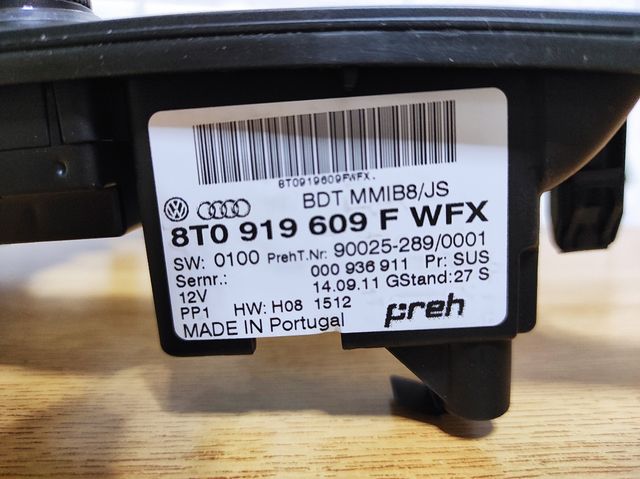 8T0919609FWFX.
BDT MMIB8/JS
8T0 919 609 F WFX
SW: 0100 PrehT.Nr: 90025-289/0001
Sernr.: 000 936 911 Pr: SUS
12V 14.09.11 GStand:27 S
PP1 HW: H08 1512
MADE IN Portugal
preh